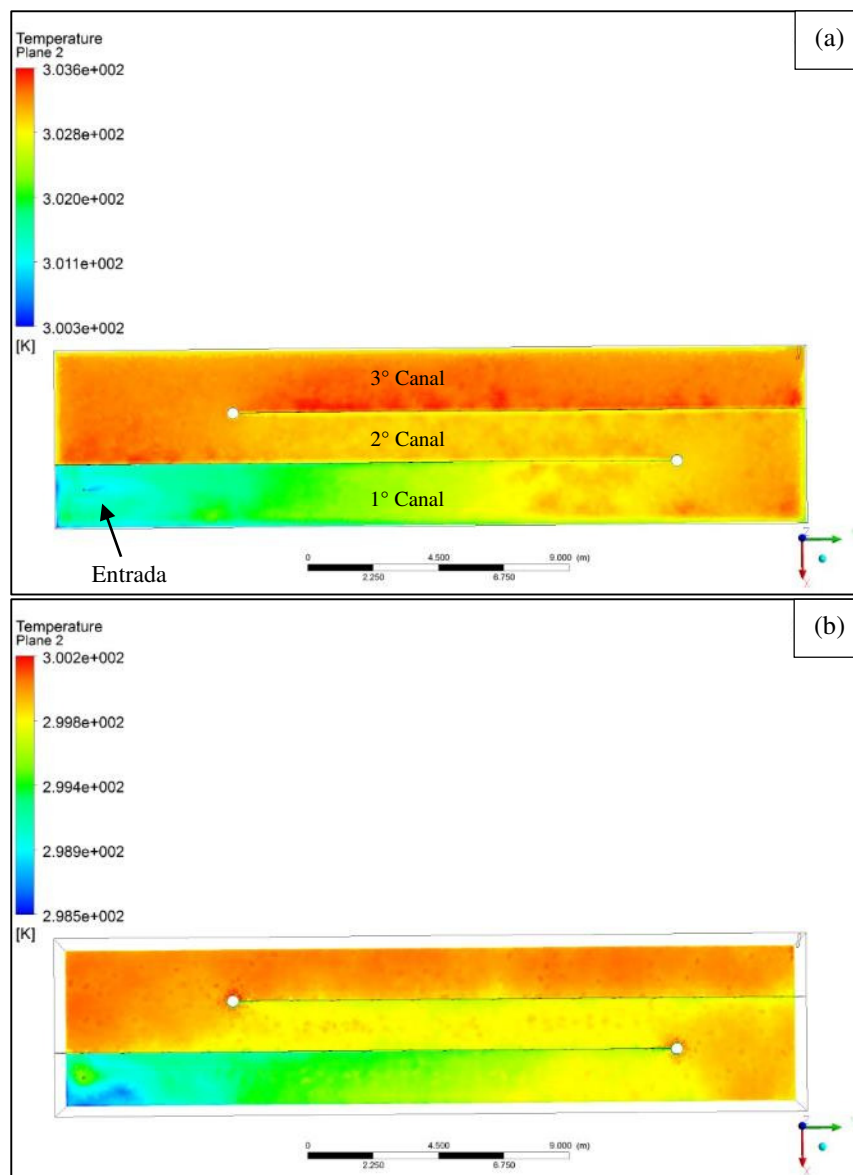 (a)
Temperature
Plane 2
3.036e+002
3.028e+002
3.020e+002
3.011e+002
3.003e+002
[K]
3° Canal
2° Canal
1° Canal
Entrada
0 4.500 9.000 (m)
2.250 6.750
(b)
Temperature
Plane 2
3.002e+002
2.998e+002
2.994e+002
2.989e+002
2.985e+002
[K]
0 4.500 9.000 (m)
2.250 6.750